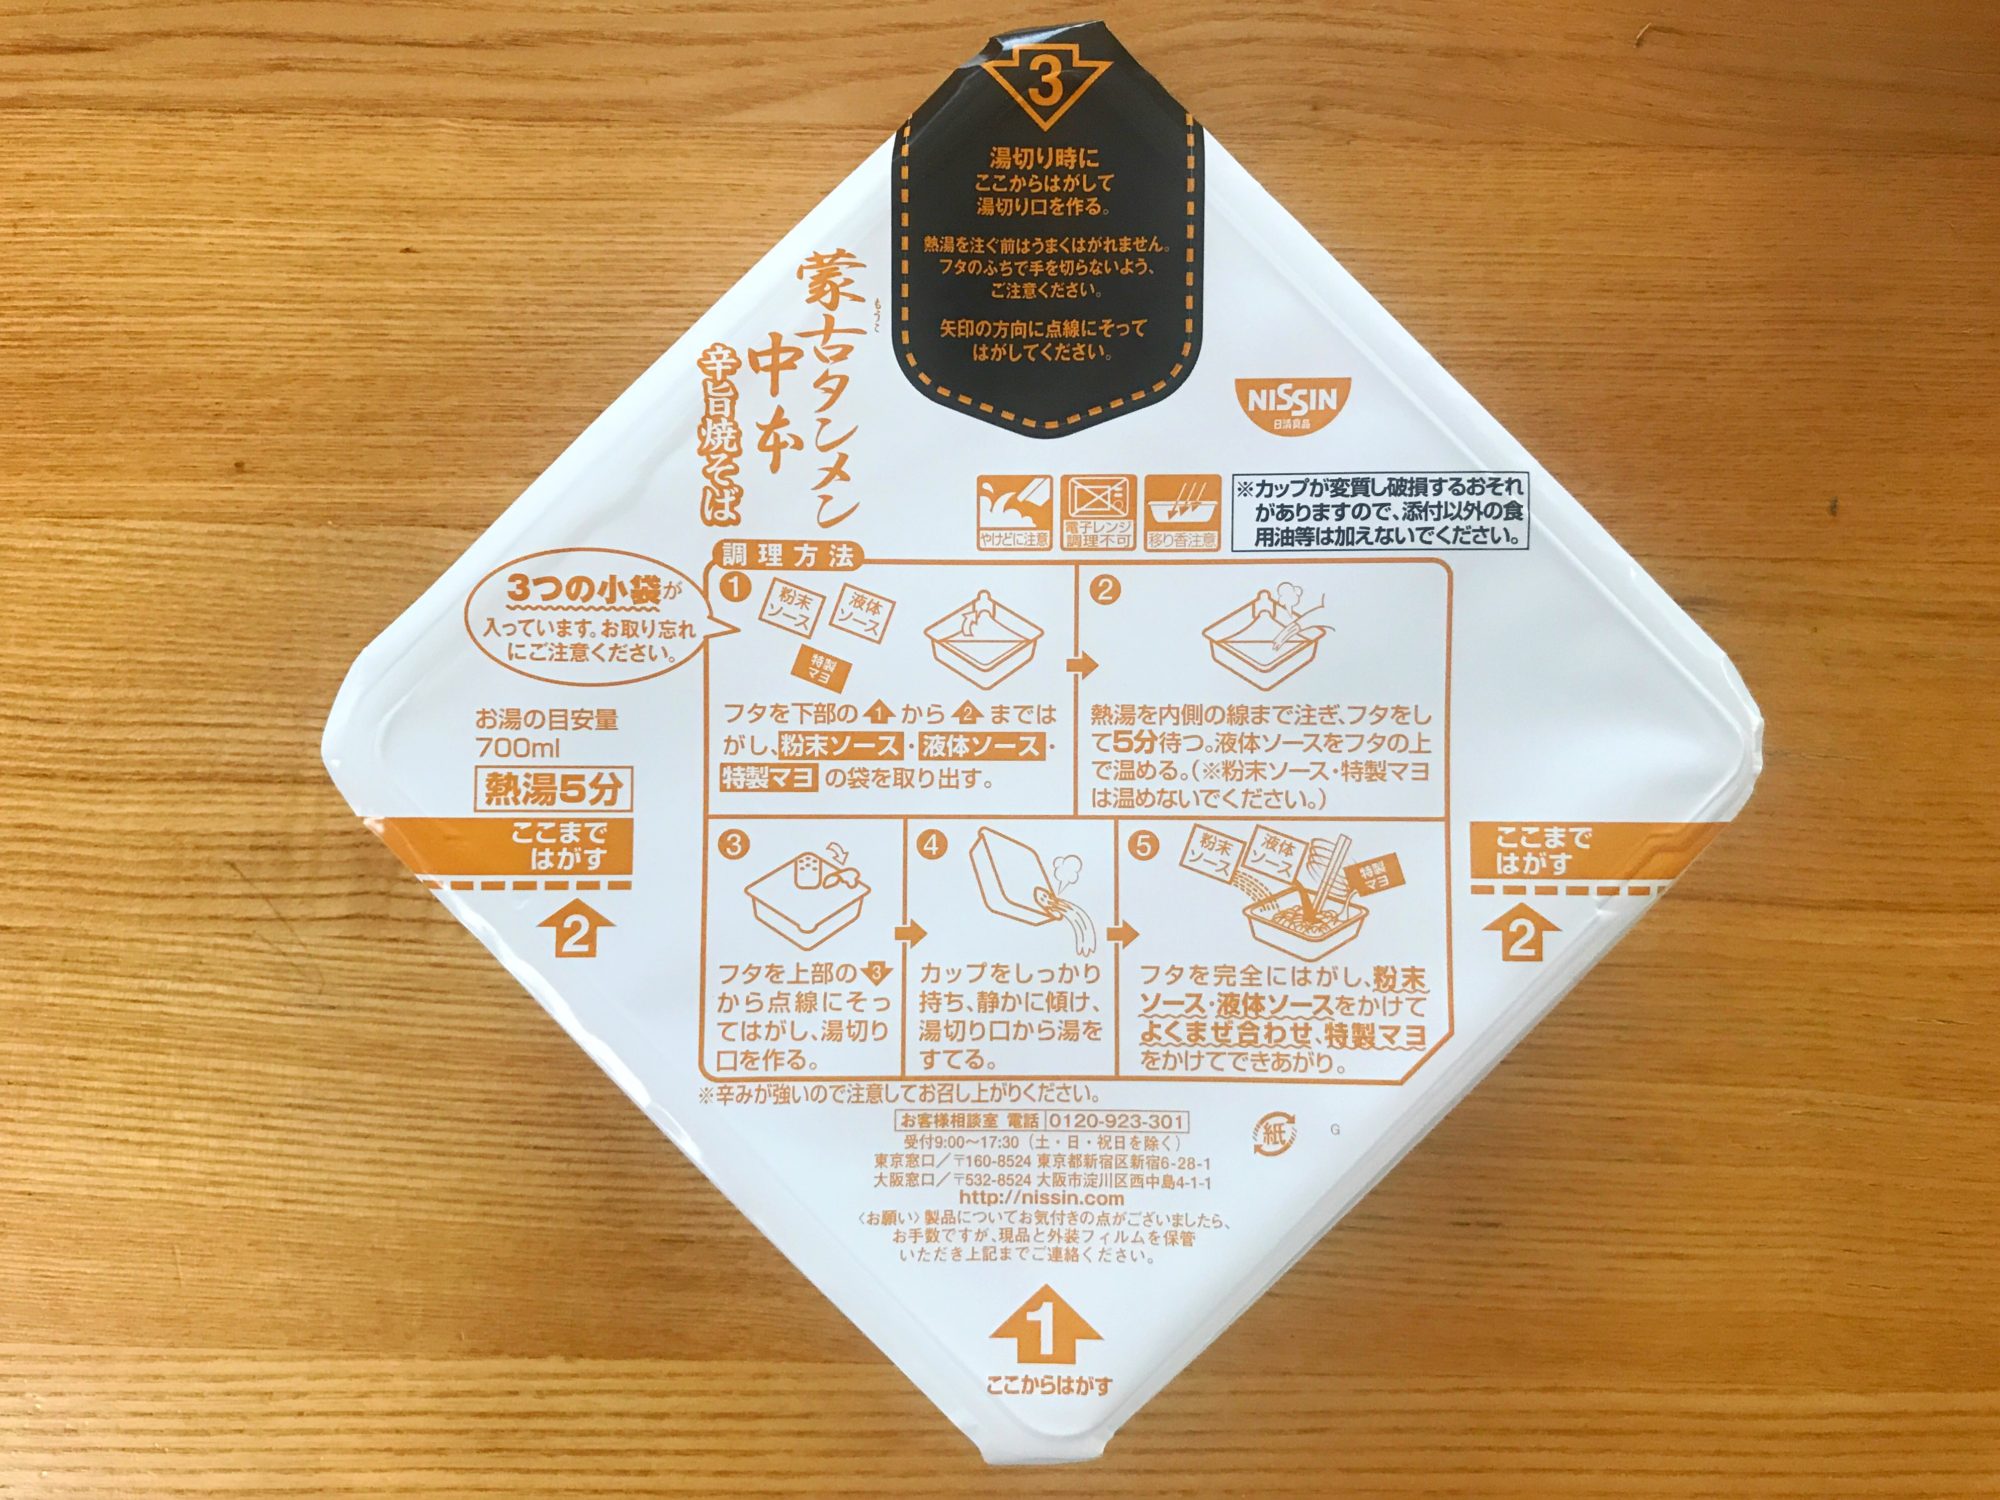 3
湯切り時に
ここからはがして
湯切り口を作る。
熱湯を注ぐ前はうまくはがれません。
フタのふちで手を切らないよう、
ご注意ください。
矢印の方向に点線にそって
はがしてください。
蒙古タンメン
もうこ
中本
辛旨焼そば
NISSIN
日清食品
やけどに注意
電子レンジ
調理不可
移り香注意
※カップが変質し破損するおそれ
がありますので、添付以外の食
用油等は加えないでください。
3つの小袋が
入っています。お取り忘れ
にご注意ください。
お湯の目安量
700ml
熱湯5分
ここまで
はがす
2
調理方法
1
粉末
ソース
液体
ソース
特製
マヨ
フタを下部の1から2までは
がし、粉末ソース・液体ソース・
特製マヨの袋を取り出す。
2
熱湯を内側の線まで注ぎ、フタをし
て5分待つ。液体ソースをフタの上
で温める。(※粉末ソース・特製マヨ
は温めないでください。)
3
フタを上部の3
から点線にそっ
てはがし、湯切り
口を作る。
4
カップをしっかり
持ち、静かに傾け、
湯切り口から湯を
すてる。
5
粉末
ソース
液体
ソース
特製
マヨ
フタを完全にはがし、粉末
ソース・液体ソースをかけて
よくまぜ合わせ、特製マヨ
をかけてできあがり。
ここまで
はがす
2
※辛みが強いので注意してお召し上がりください。
お客様相談室 電話 0120-923-301
受付9:00〜17:30(土・日・祝日を除く)
東京窓口/〒160-8524 東京都新宿区新宿6-28-1
大阪窓口/〒532-8524 大阪市淀川区西中島4-1-1
http://nissin.com
〈お願い〉製品についてお気付きの点がございましたら、
お手数ですが、現品と外装フィルムを保管
いただき上記までご連絡ください。
紙
G
1
ここからはがす